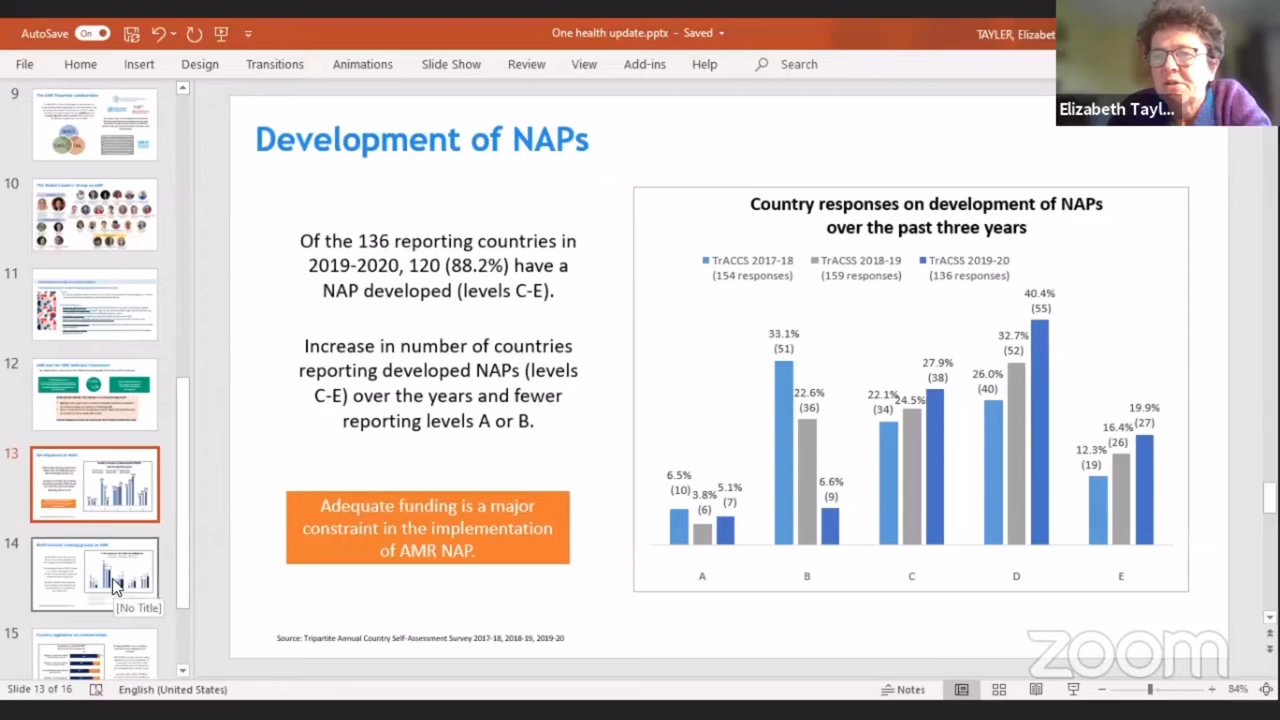 AutoSave On
One health update.pptx - Saved
TAYLER, Elizabet
File Home Insert Design Transitions Animations Slide Show Review View Add-ins Help Search
Elizabeth Tayl...
9
10
11
12
13
14
15
[No Title]
Development of NAPs
Of the 136 reporting countries in
2019-2020, 120 (88.2%) have a
NAP developed (levels C-E).
Increase in number of countries
reporting developed NAPs (levels
C-E) over the years and fewer
reporting levels A or B.
Adequate funding is a major
constraint in the implementation
of AMR NAP.
Source: Tripartite Annual Country Self-Assessment Survey 2017-18, 2018-19, 2019-20
Country responses on development of NAPs
over the past three years
TrACCS 2017-18 TrACSS 2018-19 TrACSS 2019-20
(154 responses) (159 responses) (136 responses)
6.5%
(10)
3.8%
(6)
5.1%
(7)
33.1%
(51)
22.6%
(36)
6.6%
(9)
22.1%
(34)
24.5%
27.9%
(38)
26.0%
(40)
32.7%
(52)
40.4%
(55)
12.3%
(19)
16.4%
(26)
19.9%
(27)
A B C D E
zoom
Slide 13 of 16 English (United States) Notes 84%